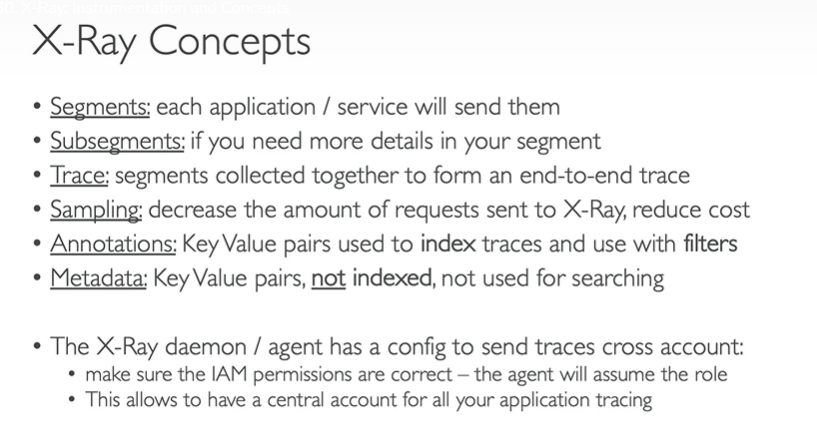 X-Ray: Instrumentation and Concepts
X-Ray Concepts
• Segments: each application / service will send them
• Subsegments: if you need more details in your segment
• Trace: segments collected together to form an end-to-end trace
• Sampling: decrease the amount of requests sent to X-Ray, reduce cost
• Annotations: Key Value pairs used to index traces and use with filters
• Metadata: Key Value pairs, not indexed, not used for searching
• The X-Ray daemon / agent has a config to send traces cross account:
• make sure the IAM permissions are correct – the agent will assume the role
• This allows to have a central account for all your application tracing